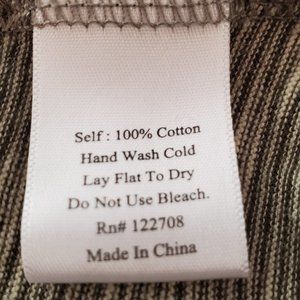 Self : 100% Cotton
Hand Wash Cold
Lay Flat To Dry
Do Not Use Bleach.
Rn# 122708
Made In China